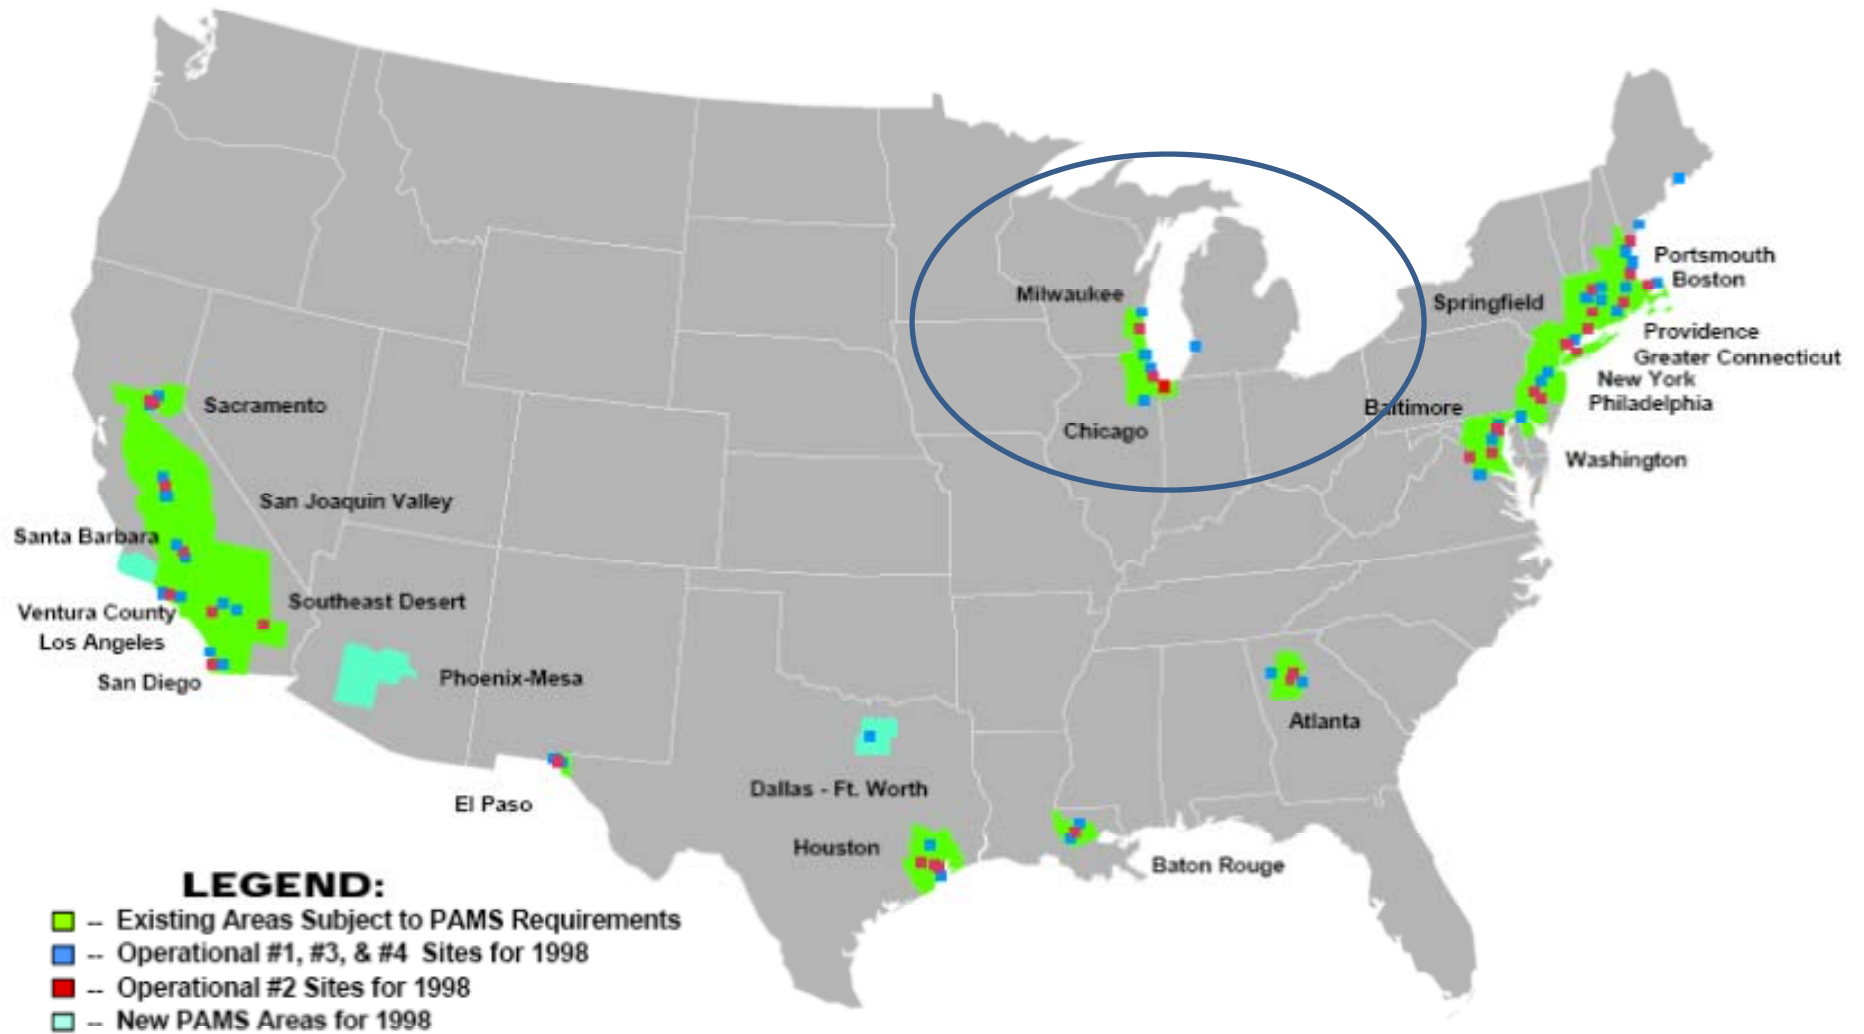 Portsmouth
Boston
Milwaukee
Springfield
Providence
Greater Connecticut
New York
Philadelphia
Baltimore
Sacramento
Chicago
Washington
San Joaquin Valley
Santa Barbara
Southeast Desert
Ventura County
Los Angeles
San Diego
Phoenix-Mesa
Atlanta
Dallas - Ft. Worth
El Paso
Houston
Baton Rouge
LEGEND:
-- Existing Areas Subject to PAMS Requirements
-- Operational #1, #3, & #4 Sites for 1998
-- Operational #2 Sites for 1998
-- New PAMS Areas for 1998